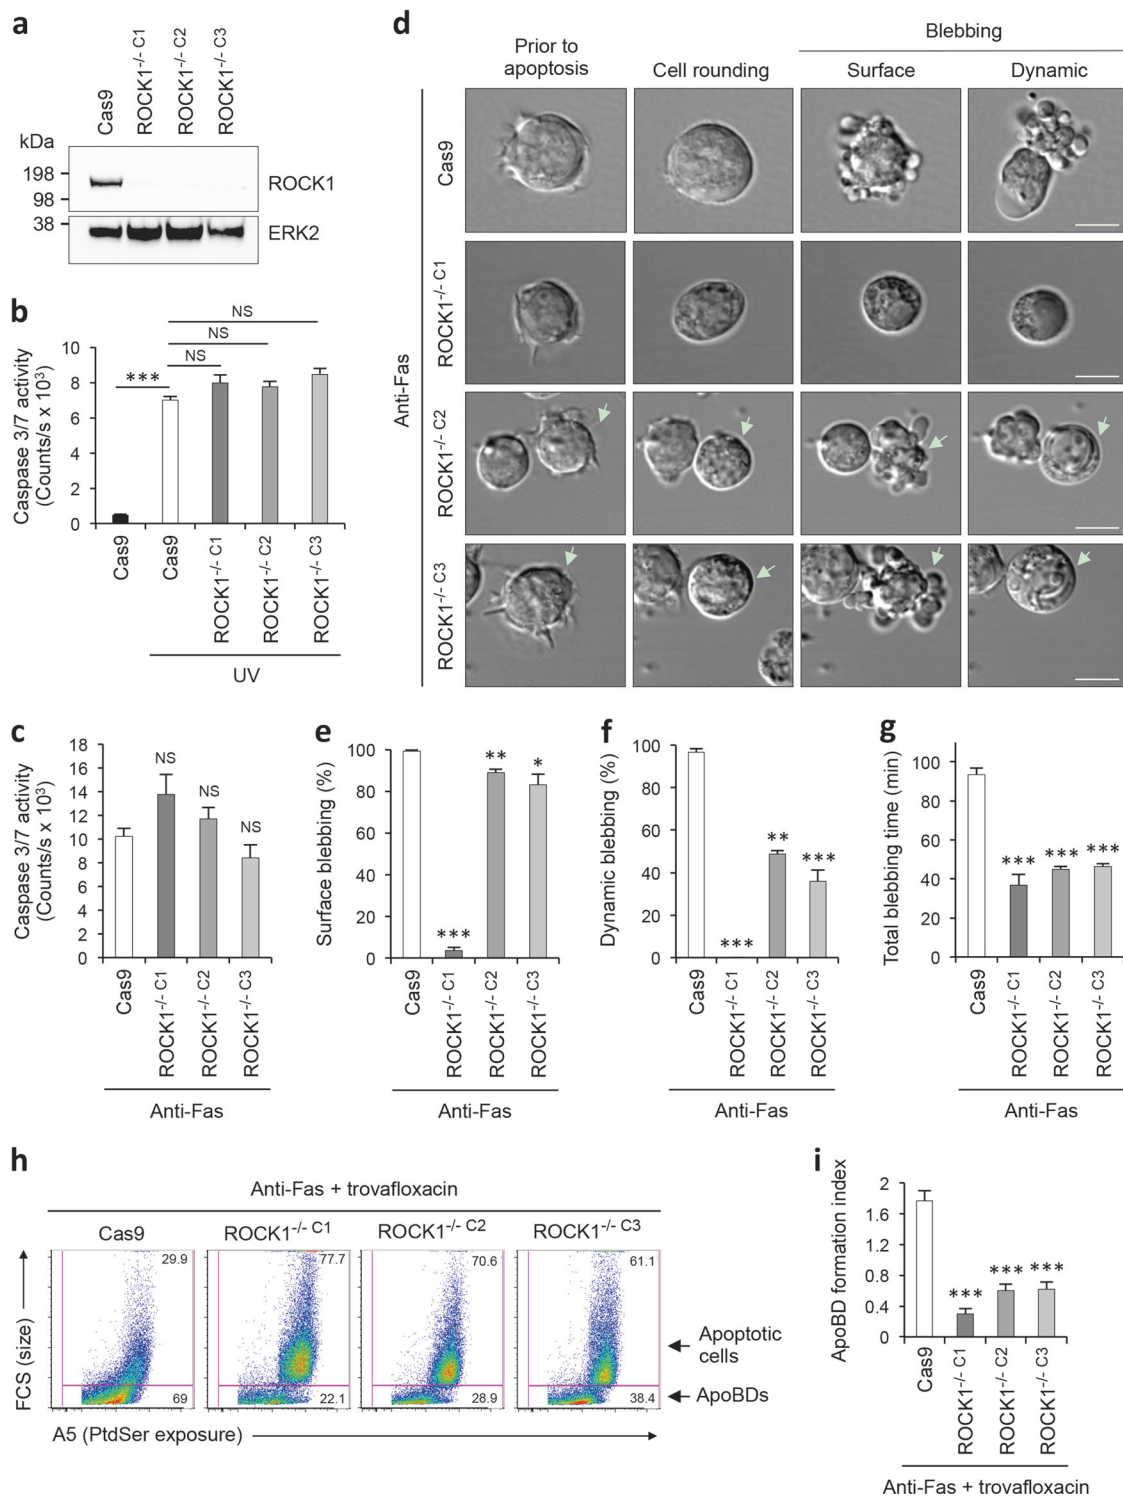 a
Cas9
ROCK1-/- C1
ROCK1-/- C2
ROCK1-/- C3
kDa
198
98
38
ROCK1
ERK2
b
Caspase 3/7 activity
(Counts/s x 10³)
10
8
6
4
2
0
***
NS
NS
NS
Cas9
Cas9
ROCK1-/- C1
ROCK1-/- C2
ROCK1-/- C3
UV
d
Blebbing
Prior to
apoptosis
Cell rounding
Surface
Dynamic
Anti-Fas
Cas9
ROCK1-/- C1
ROCK1-/- C2
ROCK1-/- C3
c
Caspase 3/7 activity
(Counts/s x 10³)
18
16
14
12
10
8
6
4
2
0
NS
NS
NS
Cas9
ROCK1-/- C1
ROCK1-/- C2
ROCK1-/- C3
Anti-Fas
e
Surface blebbing (%)
100
80
60
40
20
0
***
**
*
Cas9
ROCK1-/- C1
ROCK1-/- C2
ROCK1-/- C3
Anti-Fas
f
Dynamic blebbing (%)
100
80
60
40
20
0
***
**
***
Cas9
ROCK1-/- C1
ROCK1-/- C2
ROCK1-/- C3
Anti-Fas
g
Total blebbing time (min)
100
80
60
40
20
0
***
***
***
Cas9
ROCK1-/- C1
ROCK1-/- C2
ROCK1-/- C3
Anti-Fas
h
Anti-Fas + trovafloxacin
Cas9
ROCK1-/- C1
ROCK1-/- C2
ROCK1-/- C3
29.9
77.7
70.6
61.1
69
22.1
28.9
38.4
FCS (size)
Apoptotic
cells
ApoBDs
A5 (PtdSer exposure)
i
ApoBD formation index
2
1.6
1.2
0.8
0.4
0
***
***
***
Cas9
ROCK1-/- C1
ROCK1-/- C2
ROCK1-/- C3
Anti-Fas + trovafloxacin